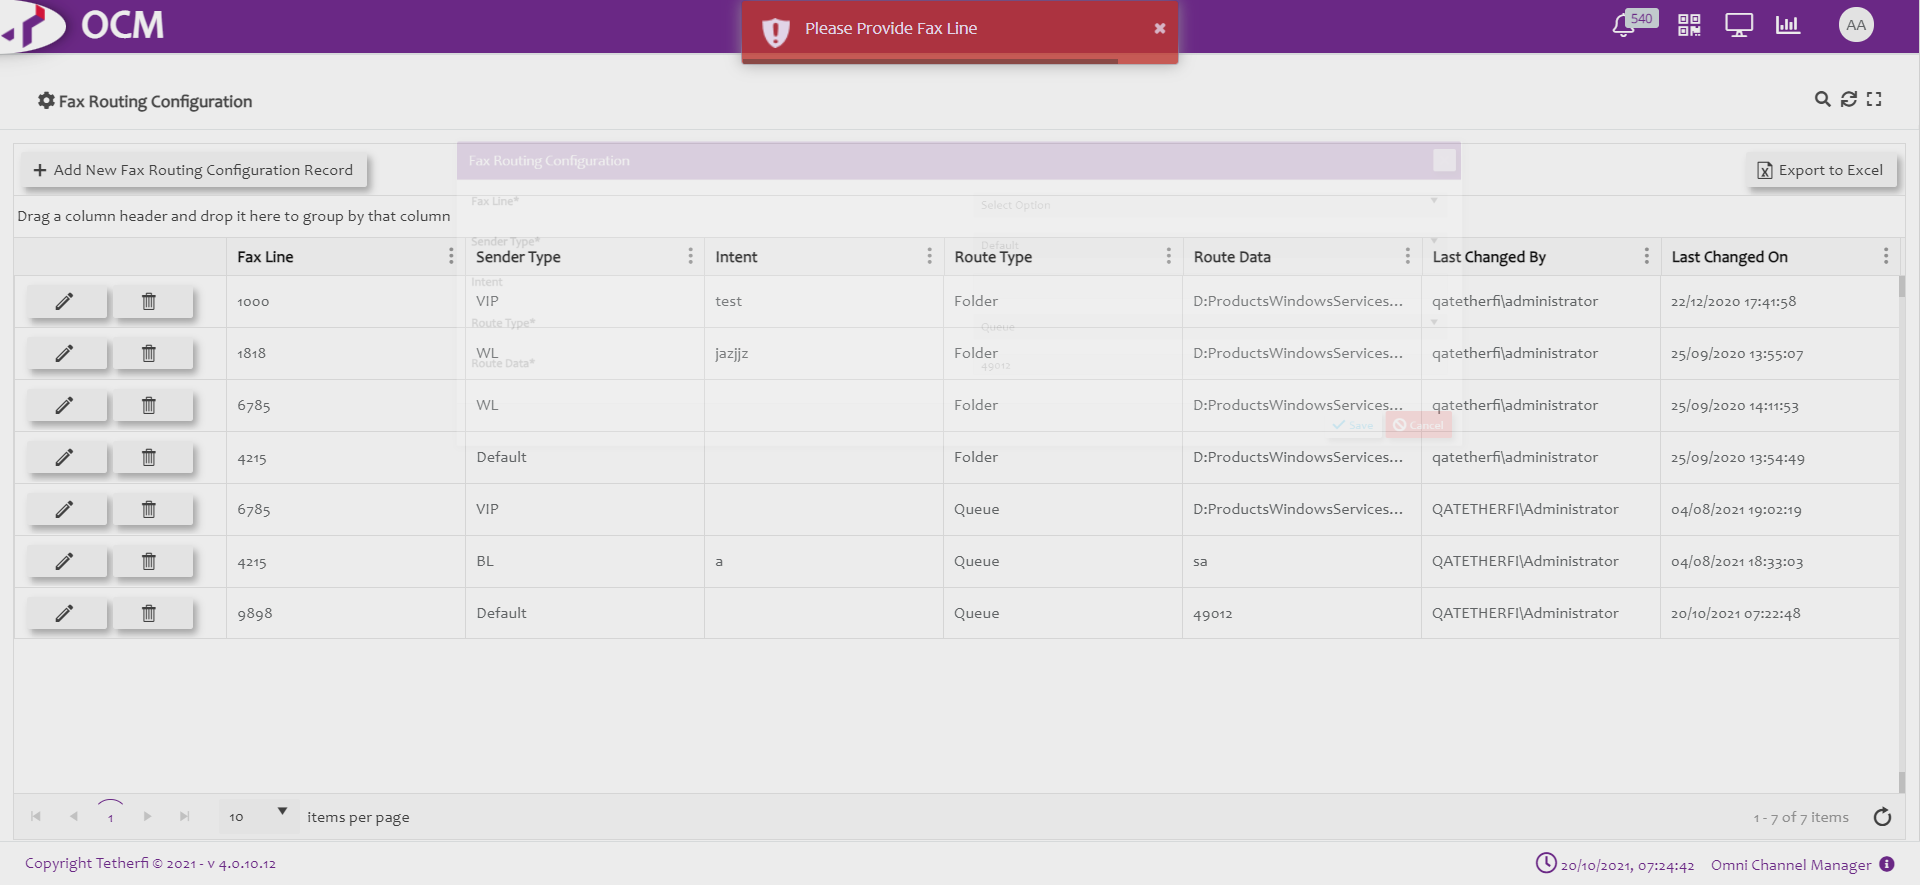 OCM
Please Provide Fax Line
540
AA
Fax Routing Configuration
Add New Fax Routing Configuration Record
Export to Excel
Drag a column header and drop it here to group by that column
Fax Routing Configuration
Fax Line*
Select Option
Sender Type*
Default
Intent
Route Type*
Queue
Route Data*
49012
Save
Cancel
Fax Line Sender Type Intent Route Type Route Data Last Changed By Last Changed On
1000 VIP test Folder D:ProductsWindowsServices... qatetherfi\administrator 22/12/2020 17:41:58
1818 WL jazjjz Folder D:ProductsWindowsServices... qatetherfi\administrator 25/09/2020 13:55:07
6785 WL Folder D:ProductsWindowsServices... qatetherfi\administrator 25/09/2020 14:11:53
4215 Default Folder D:ProductsWindowsServices... qatetherfi\administrator 25/09/2020 13:54:49
6785 VIP Queue D:ProductsWindowsServices... QATETHERFI\Administrator 04/08/2021 19:02:19
4215 BL a Queue sa QATETHERFI\Administrator 04/08/2021 18:33:03
9898 Default Queue 49012 QATETHERFI\Administrator 20/10/2021 07:22:48
1 10 items per page 1 - 7 of 7 items
Copyright Tetherfi © 2021 - v 4.0.10.12
20/10/2021, 07:24:42 Omni Channel Manager